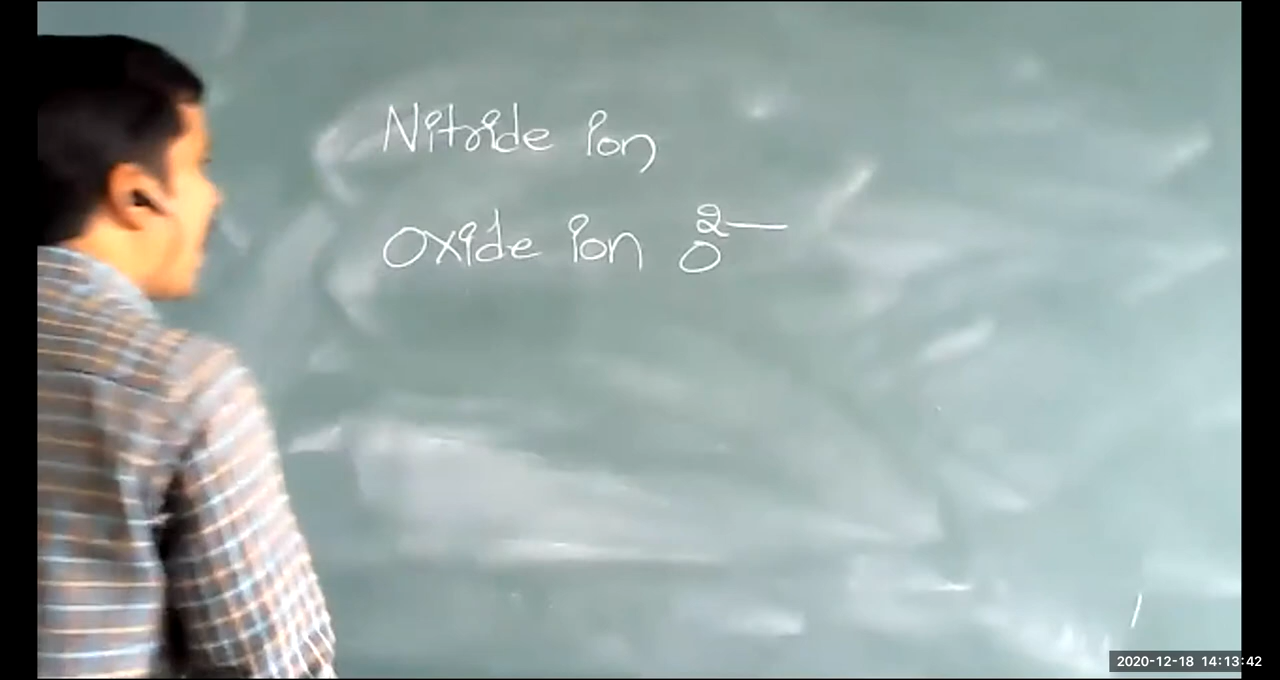 Nitride ion
Oxide ion O²⁻
2020-12-18 14:13:42